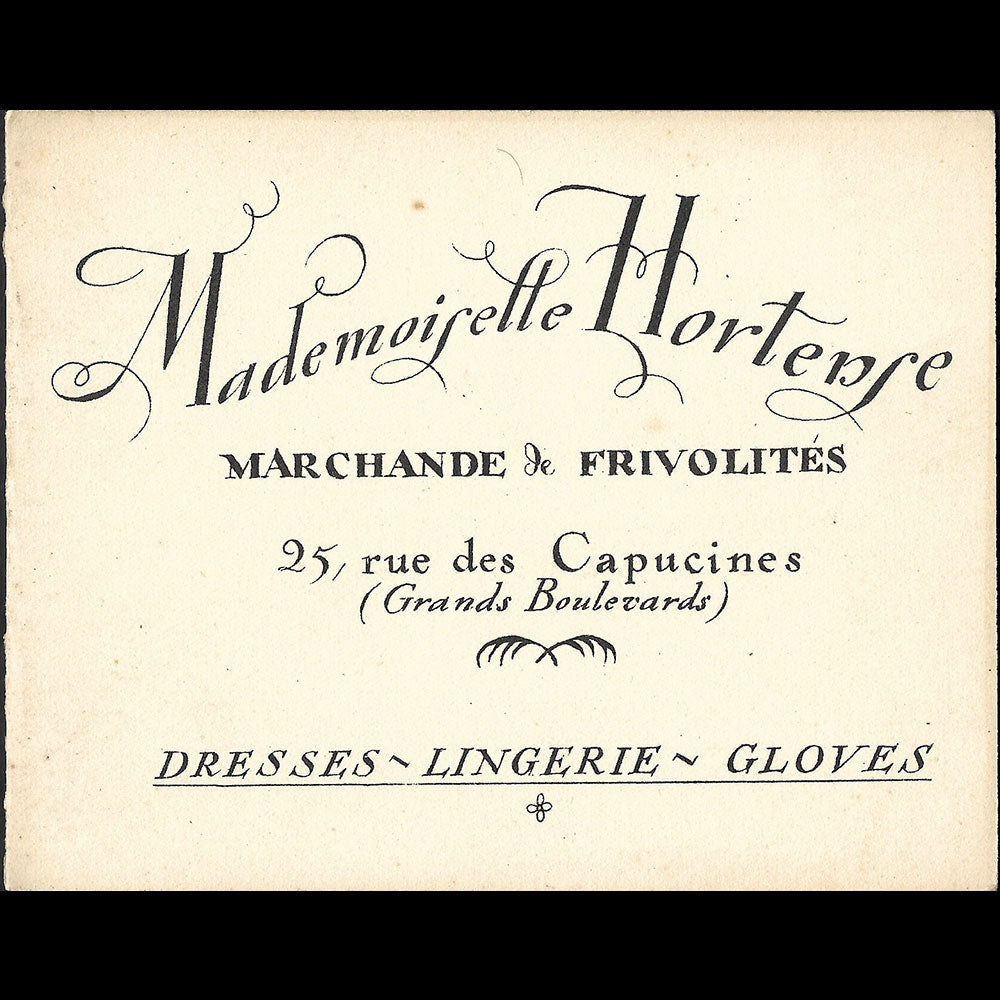 Mademoiselle Hortense
MARCHANDE de FRIVOLITÉS
25, rue des Capucines
(Grands Boulevards)
DRESSES ~ LINGERIE ~ GLOVES